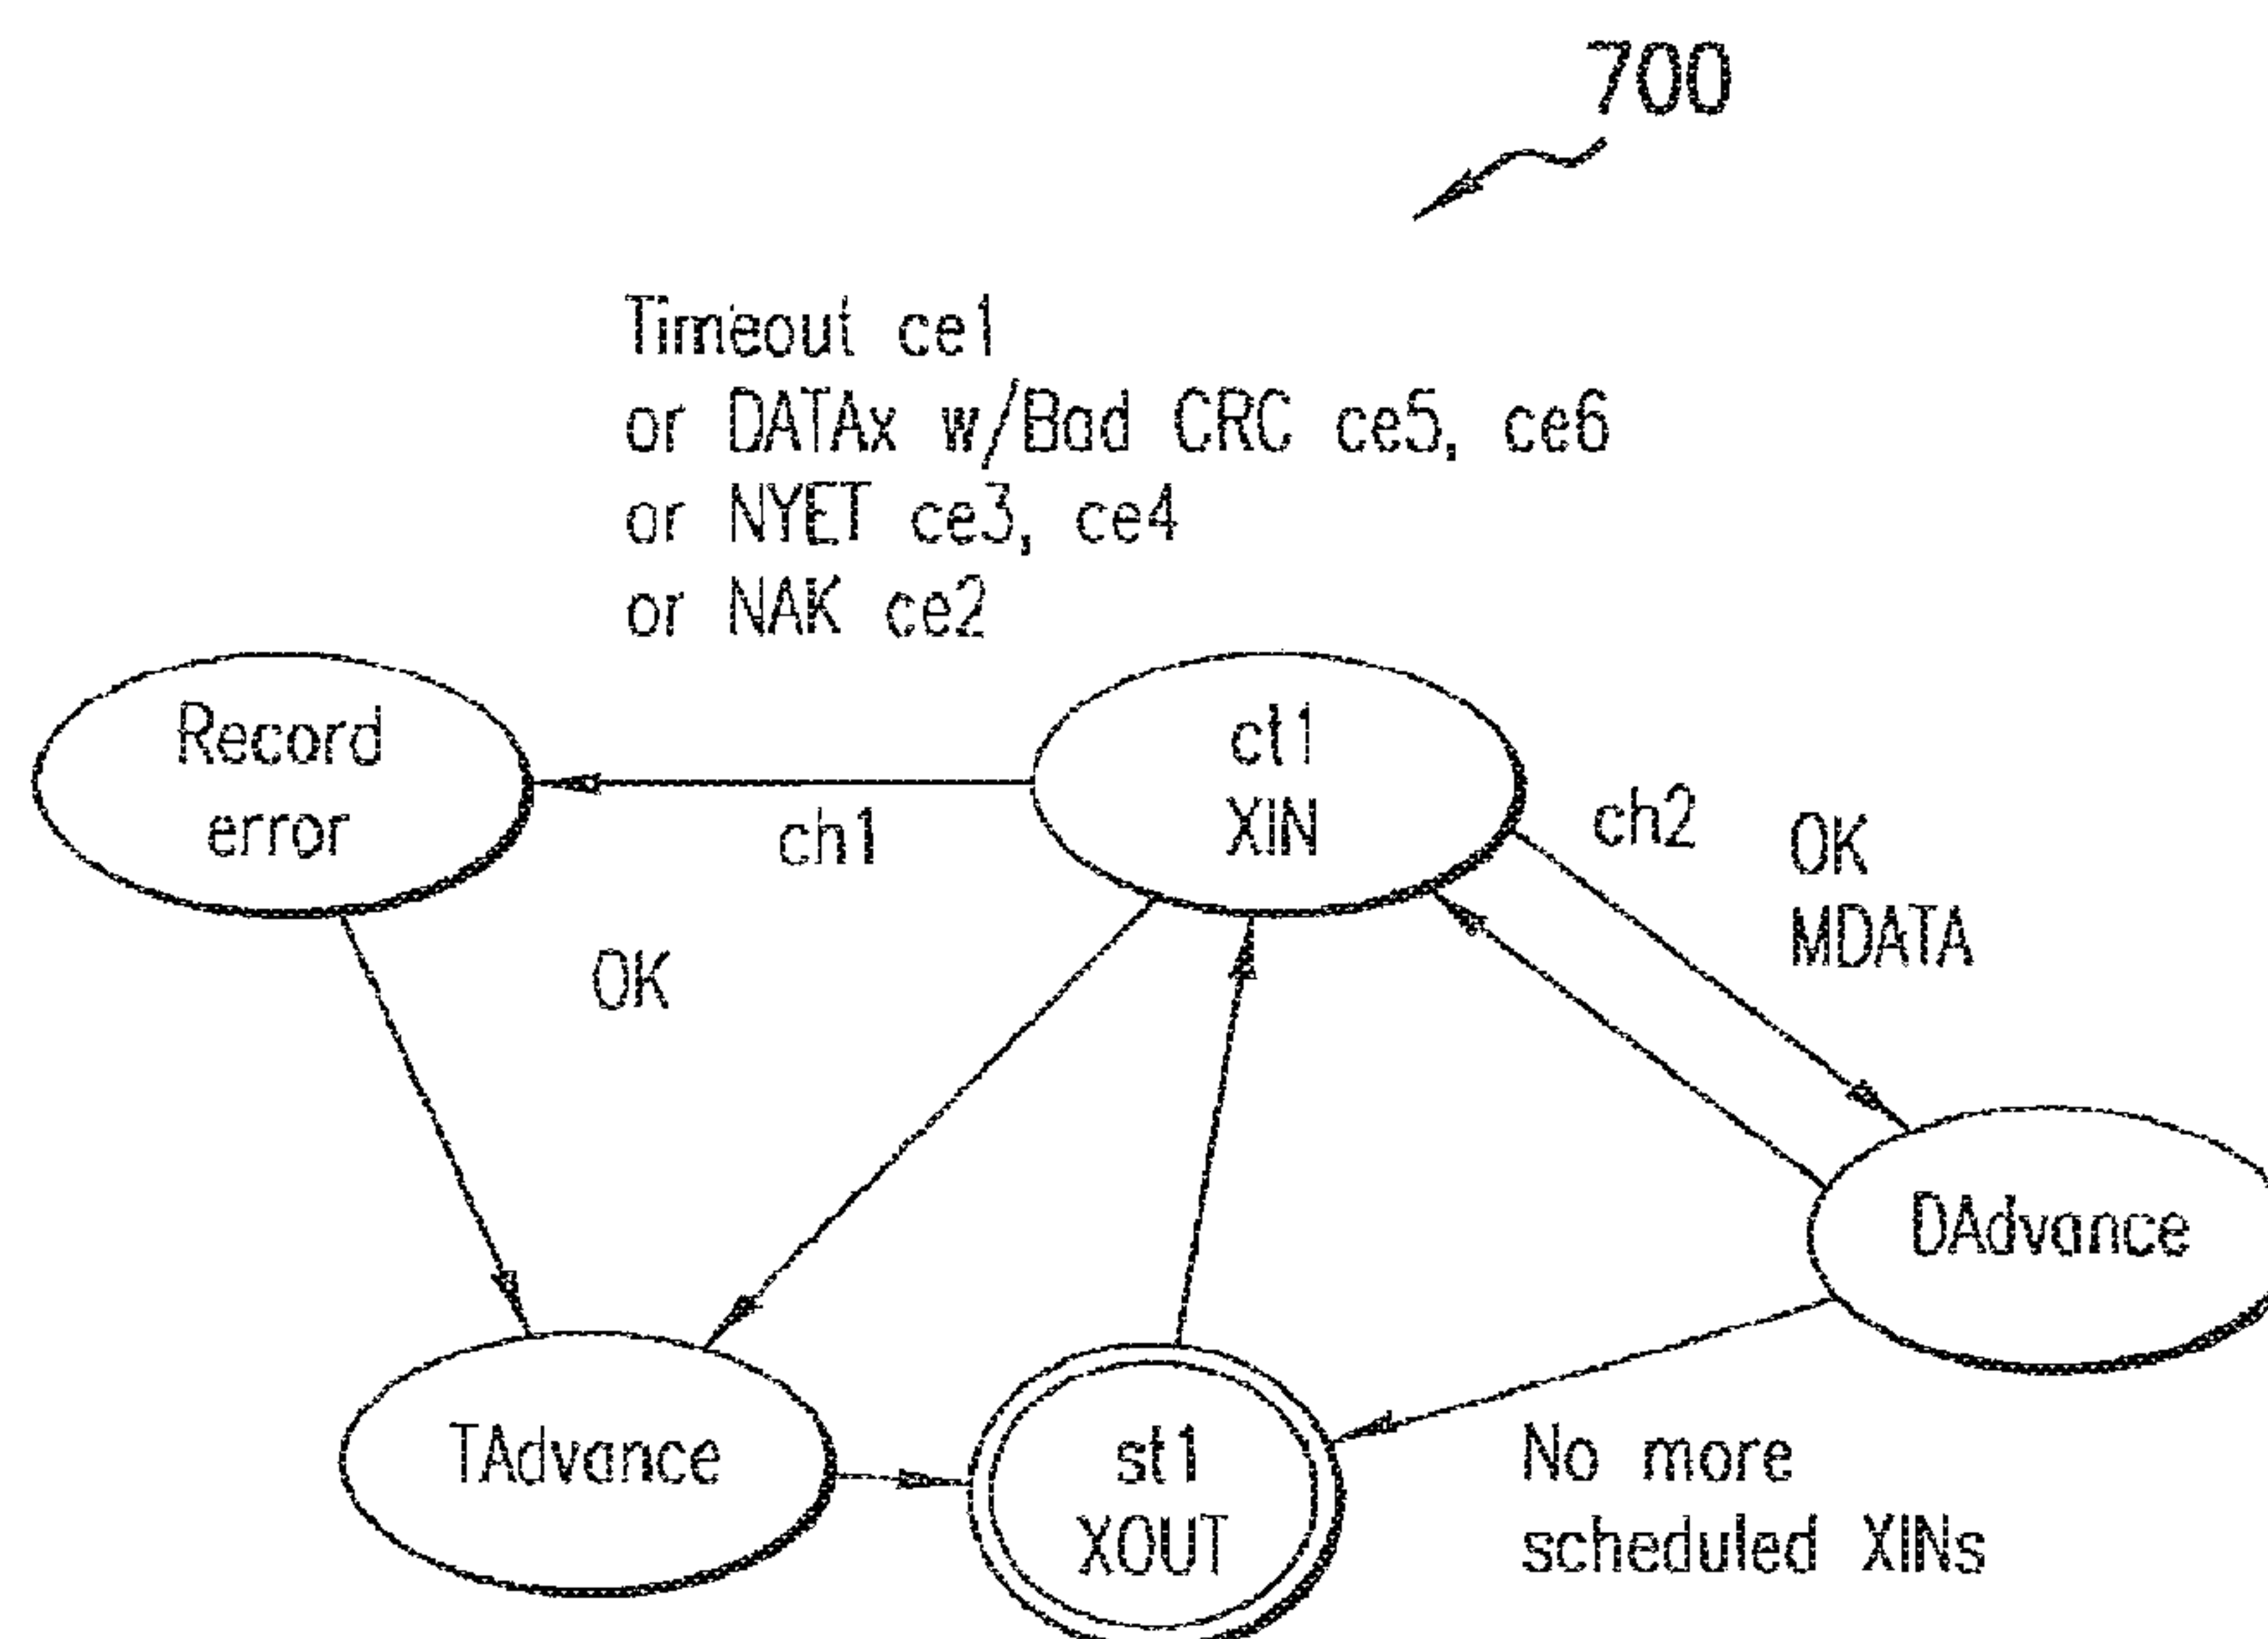 700
Timeout ce1
or DATAx w/Bad CRC ce5, ce6
or NYET ce3, ce4
or NAK ce2
Record
error
ch1
ct1
XIN
ch2
OK
MDATA
OK
DAdvance
TAdvance
st1
XOUT
No more
scheduled XINs